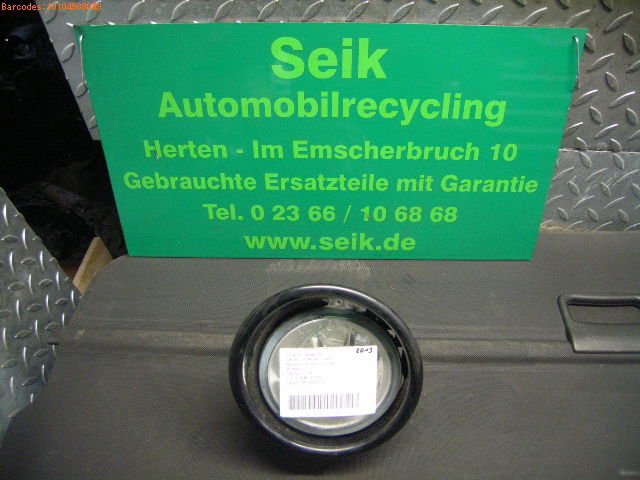 Seik
Automobilrecycling
Herten - Im Emscherbruch 10
Gebrauchte Ersatzteile mit Garantie
Tel. 0 23 66 / 10 68 68
www.seik.de